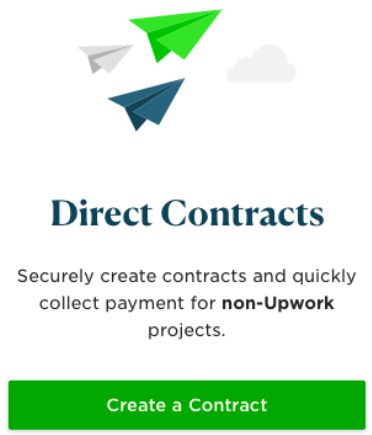 Direct Contracts
Securely create contracts and quickly
collect payment for non-Upwork
projects.
Create a Contract